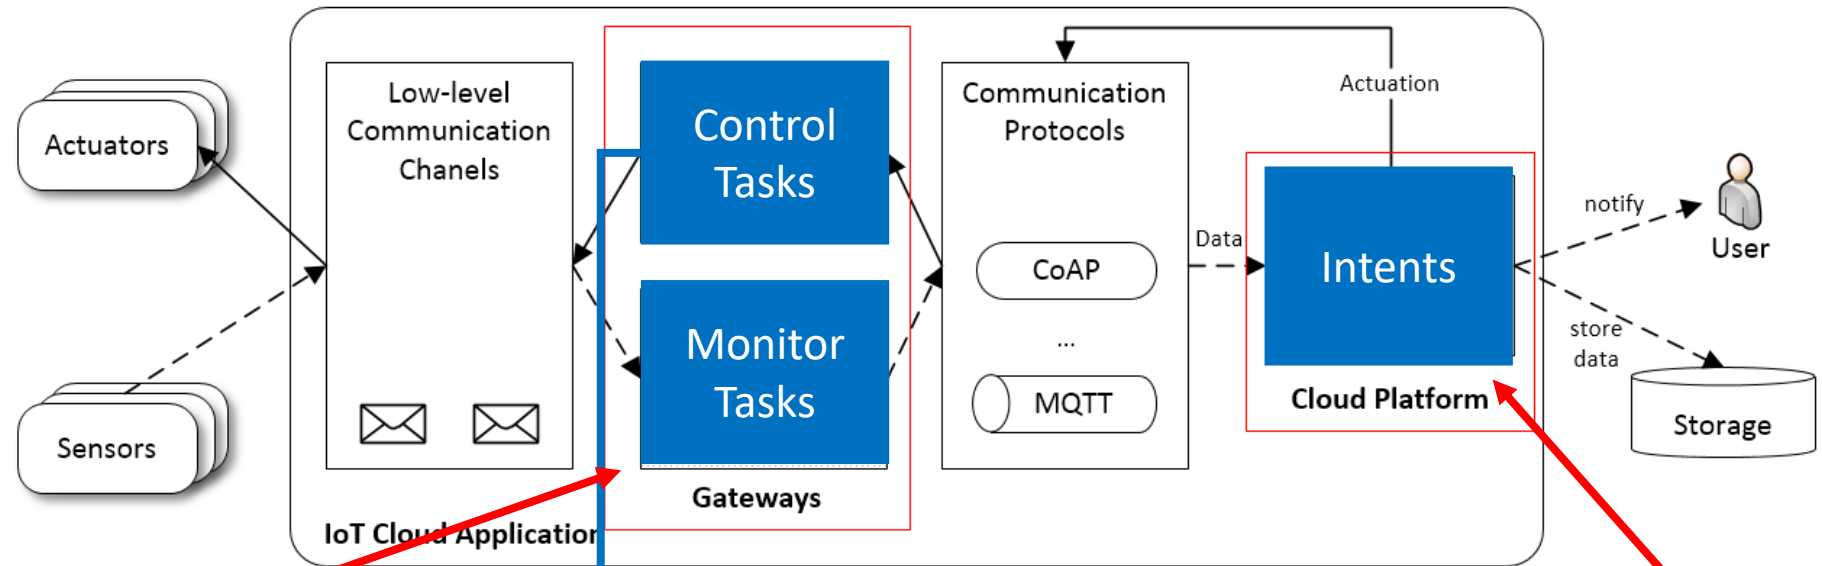 Actuators
Sensors
Low-level
Communication
Chanels
Control
Tasks
Monitor
Tasks
Gateways
IoT Cloud Application
Communication
Protocols
CoAP
...
MQTT
Actuation
Data
Intents
Cloud Platform
notify
User
store
data
Storage